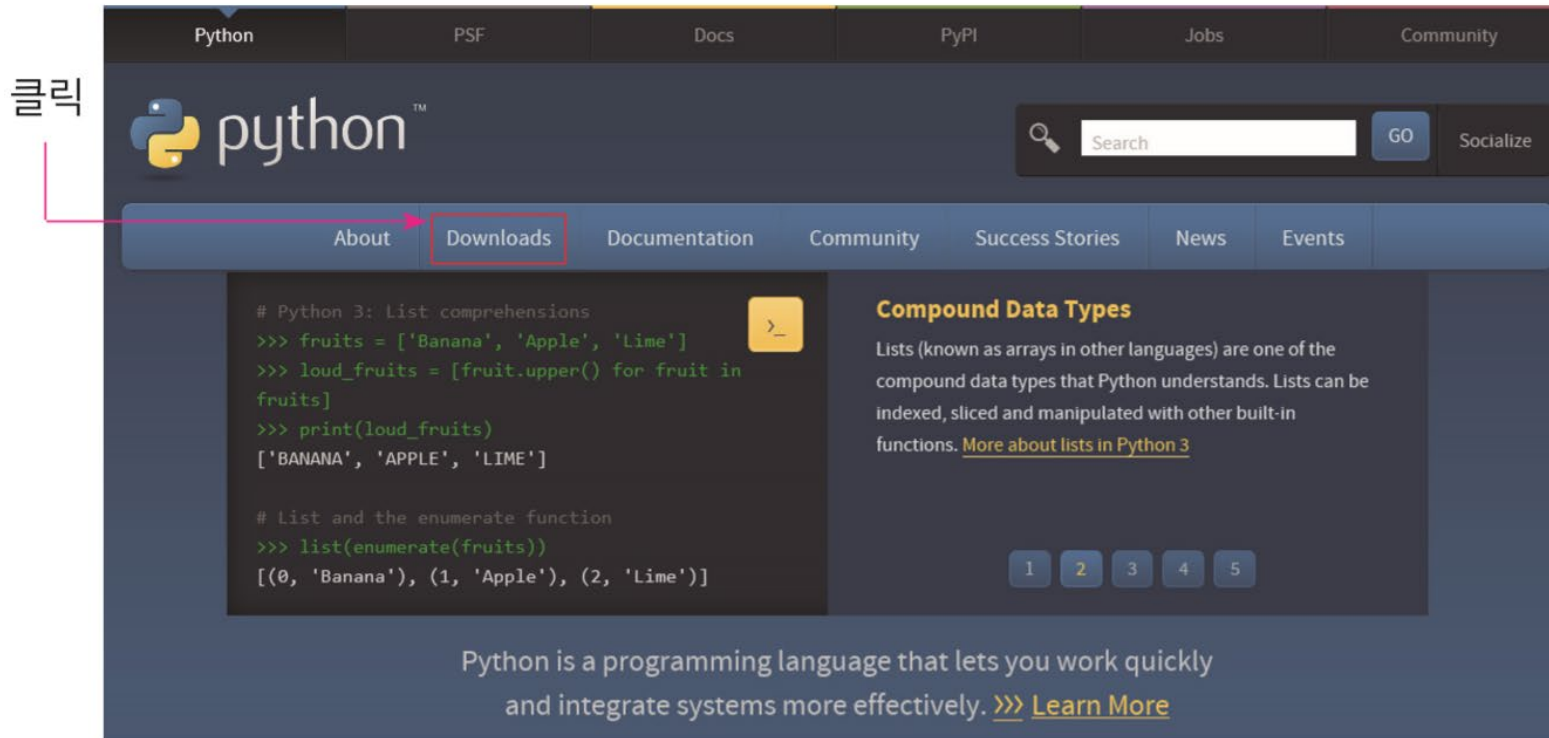 Python PSF Docs PyPI Jobs Community
클릭
python™
Search GO Socialize
About Downloads Documentation Community Success Stories News Events
# Python 3: List comprehensions
>>> fruits = ['Banana', 'Apple', 'Lime']
>>> loud_fruits = [fruit.upper() for fruit in
fruits]
>>> print(loud_fruits)
['BANANA', 'APPLE', 'LIME']
# List and the enumerate function
>>> list(enumerate(fruits))
[(0, 'Banana'), (1, 'Apple'), (2, 'Lime')]
>_
Compound Data Types
Lists (known as arrays in other languages) are one of the
compound data types that Python understands. Lists can be
indexed, sliced and manipulated with other built-in
functions. More about lists in Python 3
1 2 3 4 5
Python is a programming language that lets you work quickly
and integrate systems more effectively. >>> Learn More